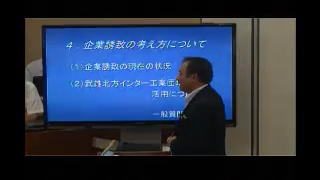 4．企業誘致の考え方について
(1)企業誘致の現在の状況
(2)武雄北方インター工業団
活用につ
一般質問